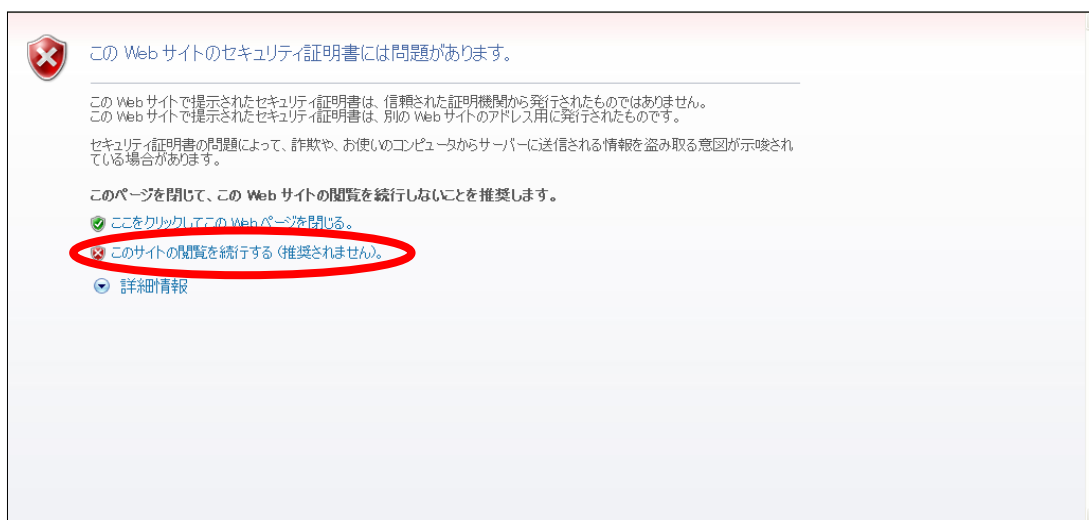 この Web サイトのセキュリティ証明書には問題があります。
この Web サイトで提示されたセキュリティ証明書は、信頼された証明機関から発行されたものではありません。
この Web サイトで提示されたセキュリティ証明書は、別の Web サイトのアドレス用に発行されたものです。
セキュリティ証明書の問題によって、詐欺や、お使いのコンピュータからサーバーに送信される情報を盗み取る意図が示唆され
ている場合があります。
このページを閉じて、この Web サイトの閲覧を続行しないことを推奨します。
ここをクリックしてこの Web ページを閉じる。
このサイトの閲覧を続行する (推奨されません)。
詳細情報